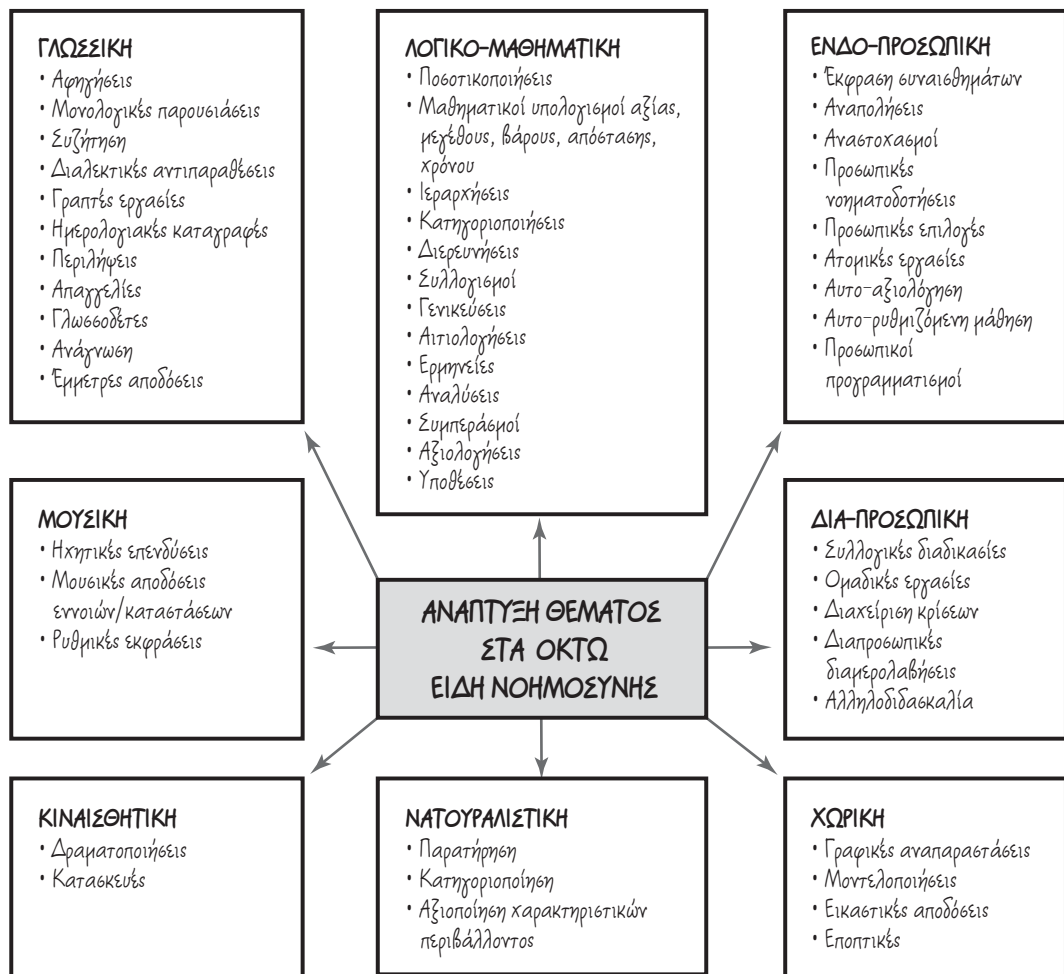 ΓΛΩΣΣΙΚΗ
• Αφηγήσεις
• Μονολογικές παρουσιάσεις
• Συζήτηση
• Διαλεκτικές αντιπαραθέσεις
• Γραπτές εργασίες
• Ημερολογιακές καταγραφές
• Περιλήψεις
• Απαγγελίες
• Γλωσσοδέτες
• Ανάγνωση
• Έμμετρες αποδόσεις
ΛΟΓΙΚΟ-ΜΑΘΗΜΑΤΙΚΗ
• Ποσοτικοποιήσεις
• Μαθηματικοί υπολογισμοί αξίας,
μεγέθους, βάρους, απόστασης,
χρόνου
• Ιεραρχήσεις
• Κατηγοριοποιήσεις
• Διερευνήσεις
• Συλλογισμοί
• Γενικεύσεις
• Αιτιολογήσεις
• Ερμηνείες
• Αναλύσεις
• Συμπεράσμοί
• Αξιολογήσεις
• Υποθέσεις
ΕΝΔΟ-ΠΡΟΣΩΠΙΚΗ
• Έκφραση συναισθημάτων
• Αναπολήσεις
• Αναστοχασμοί
• Προσωπικές
νοηματοδοτήσεις
• Προσωπικές επιλογές
• Ατομικές εργασίες
• Αυτο-αξιολόγηση
• Αυτο-ρυθμιζόμενη μάθηση
• Προσωπικοί
προγραμματισμοί
ΜΟΥΣΙΚΗ
• Ηχητικές επενδύσεις
• Μουσικές αποδόσεις
εννοιών/καταστάσεων
• Ρυθμικές εκφράσεις
ΑΝΑΠΤΥΞΗ ΘΕΜΑΤΟΣ
ΣΤΑ ΟΚΤΩ
ΕΙΔΗ ΝΟΗΜΟΣΥΝΗΣ
ΔΙΑ-ΠΡΟΣΩΠΙΚΗ
• Συλλογικές διαδικασίες
• Ομαδικές εργασίες
• Διαχείριση κρίσεων
• Διαπροσωπικές
διαμερολαβήσεις
• Αλληλοδιδασκαλία
ΚΙΝΑΙΣΘΗΤΙΚΗ
• Δραματοποιήσεις
• Κατασκευές
ΝΑΤΟΥΡΑΛΙΣΤΙΚΗ
• Παρατήρηση
• Κατηγοριοποίηση
• Αξιοποίηση χαρακτηριστικών
περιβάλλοντος
ΧΩΡΙΚΗ
• Γραφικές αναπαραστάσεις
• Μοντελοποιήσεις
• Εικαστικές αποδόσεις
• Εποπτικές